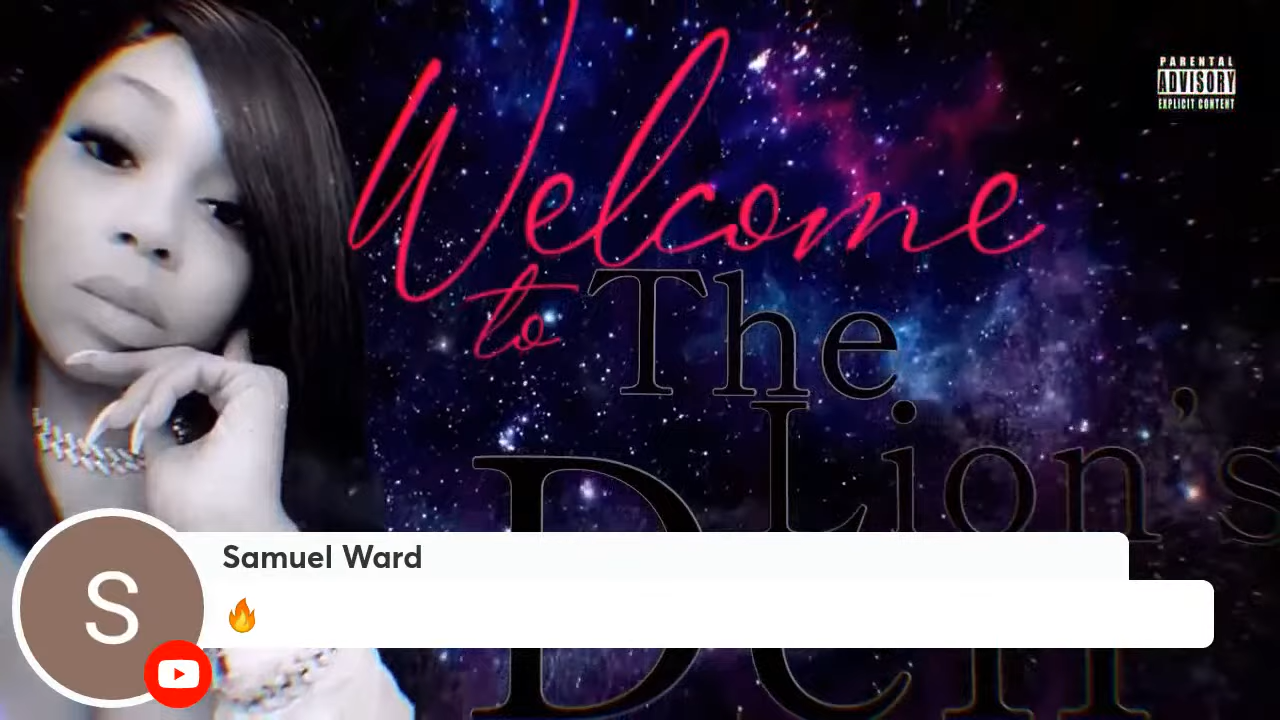 PARENTAL
ADVISORY
EXPLICIT CONTENT
Welcome
to The
Lion's
Den
Samuel Ward
🔥
S